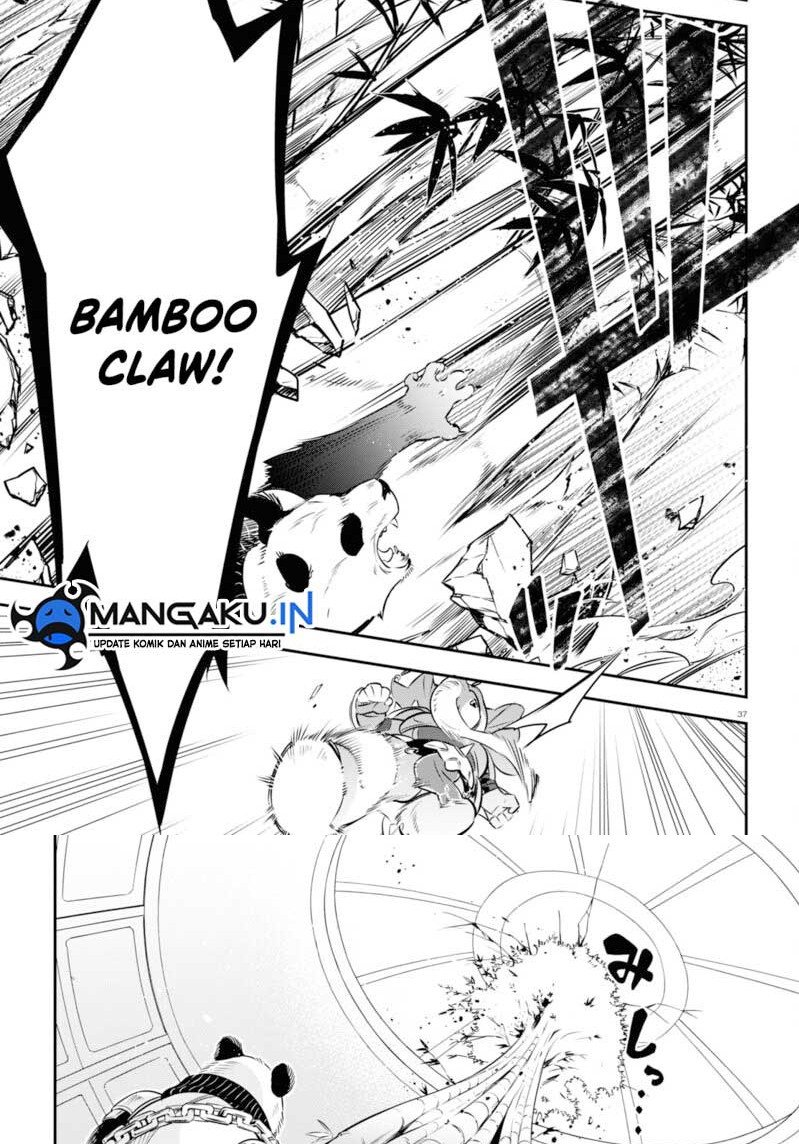 BAMBOO
CLAW!
MANGAKU.IN
UPDATE KOMIK DAN ANIME SETIAP HARI
37
みしっ…